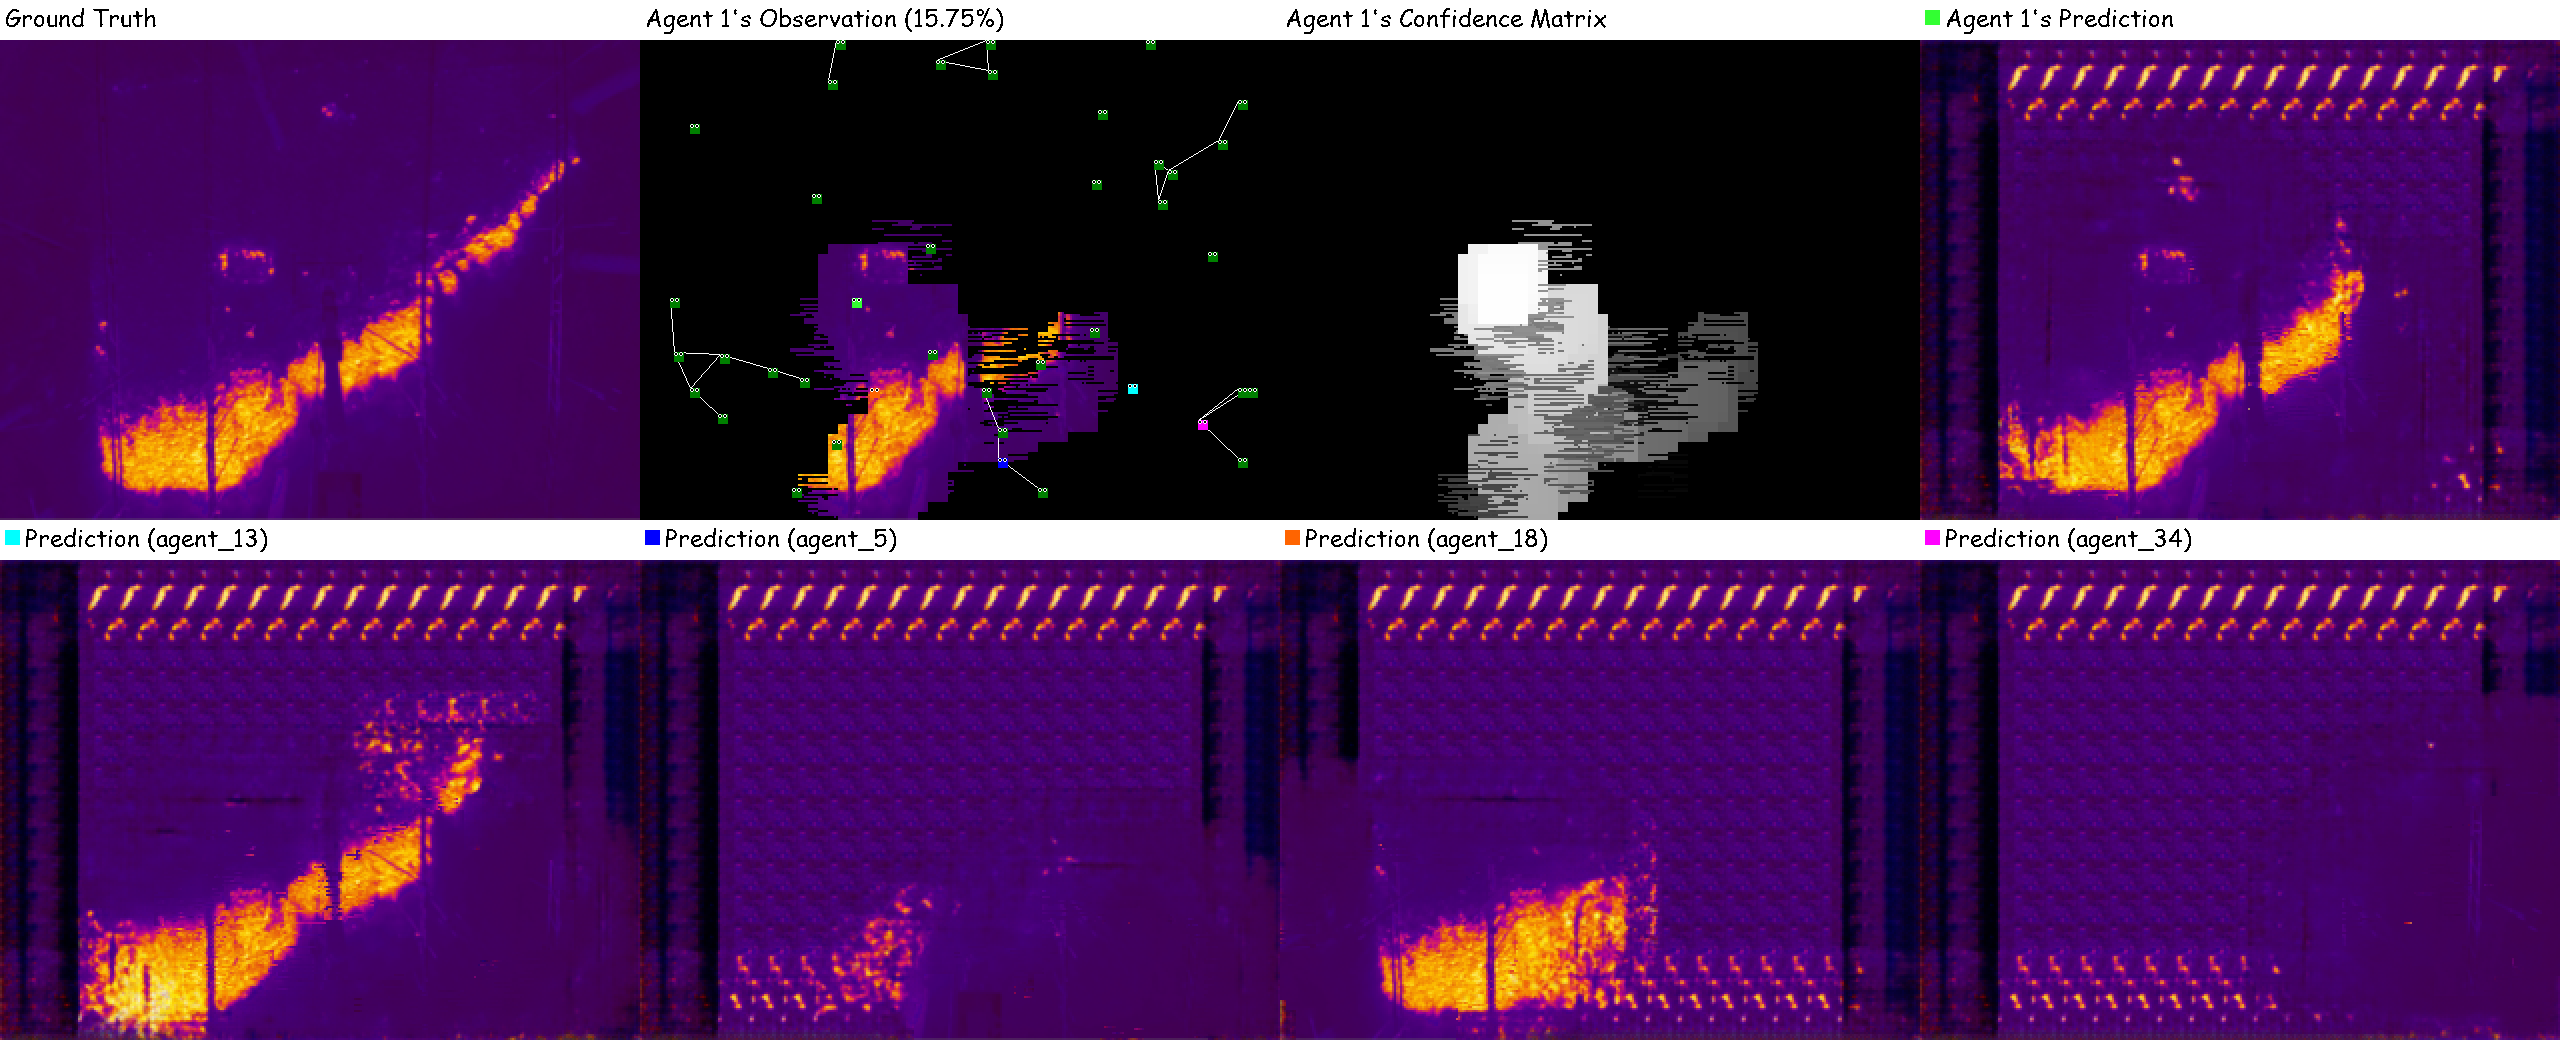 Ground Truth
Agent 1's Observation (15.75%)
Agent 1's Confidence Matrix
Agent 1's Prediction
Prediction (agent_13)
Prediction (agent_5)
Prediction (agent_18)
Prediction (agent_34)